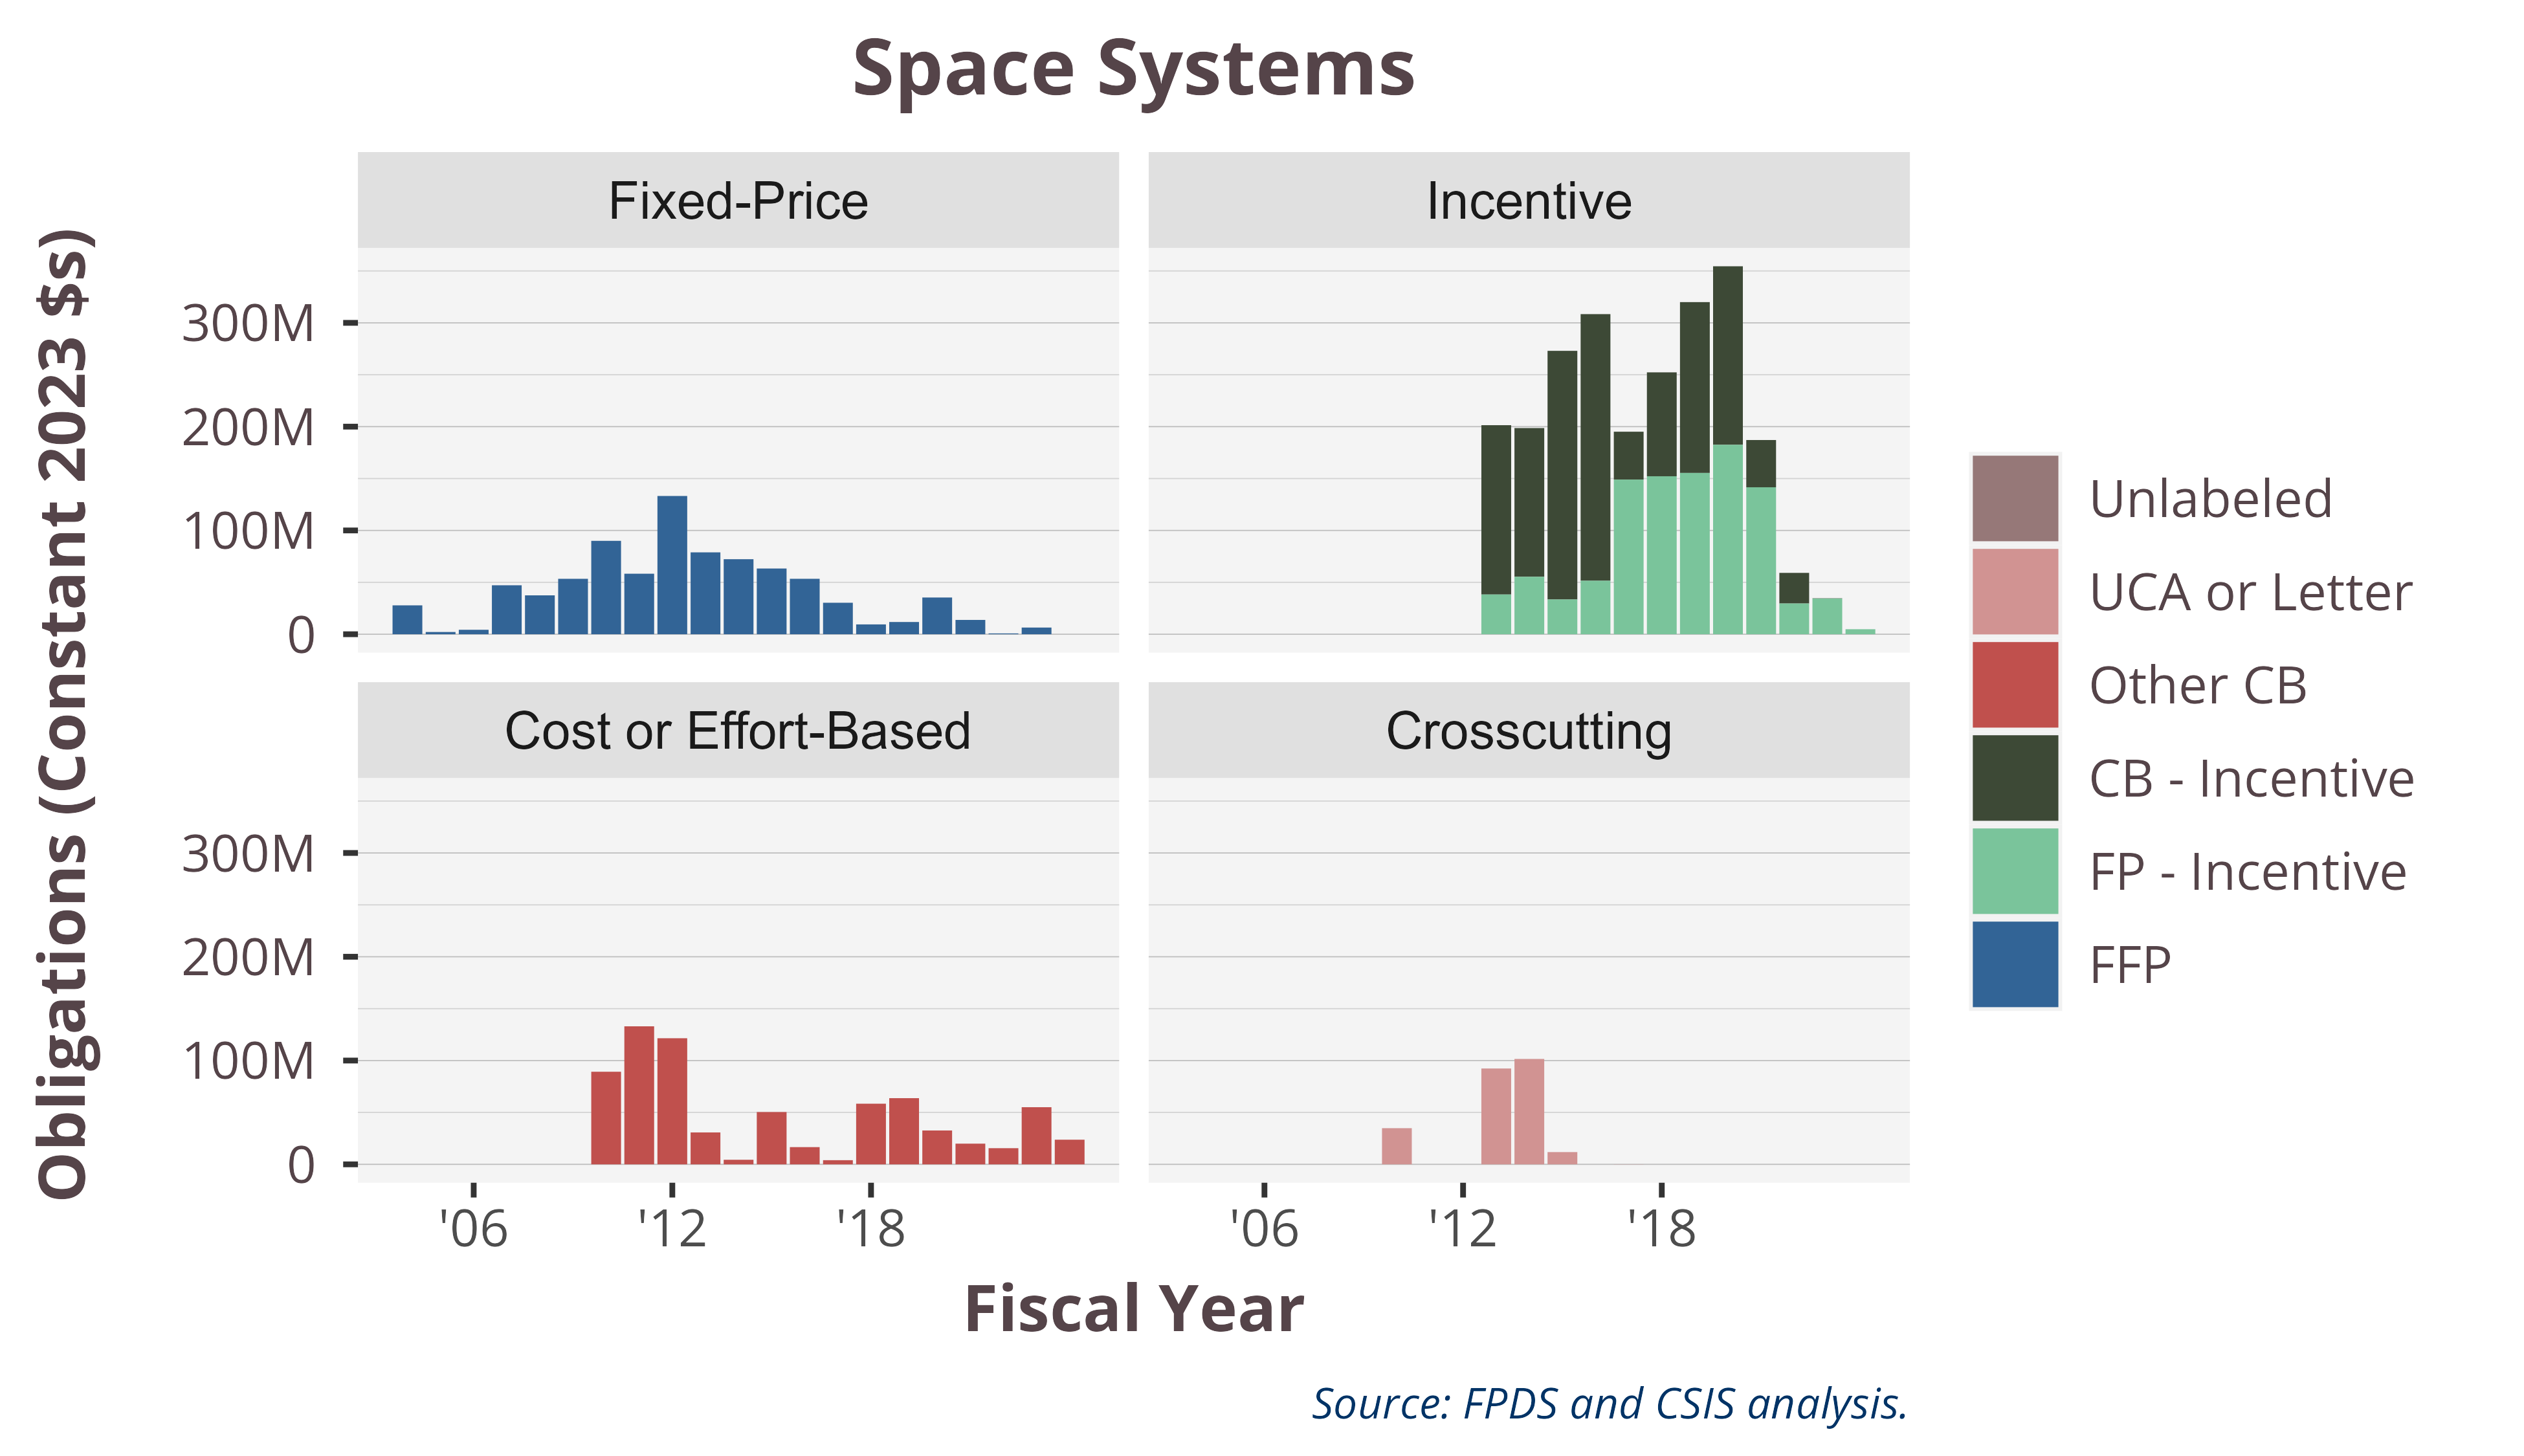 Space Systems
Fixed-Price
Incentive
Obligations (Constant 2023 $s)
300M
200M
100M
0
Cost or Effort-Based
Crosscutting
300M
200M
100M
0
'06
'12
'18
'06
'12
'18
Fiscal Year
Unlabeled
UCA or Letter
Other CB
CB - Incentive
FP - Incentive
FFP
Source: FPDS and CSIS analysis.